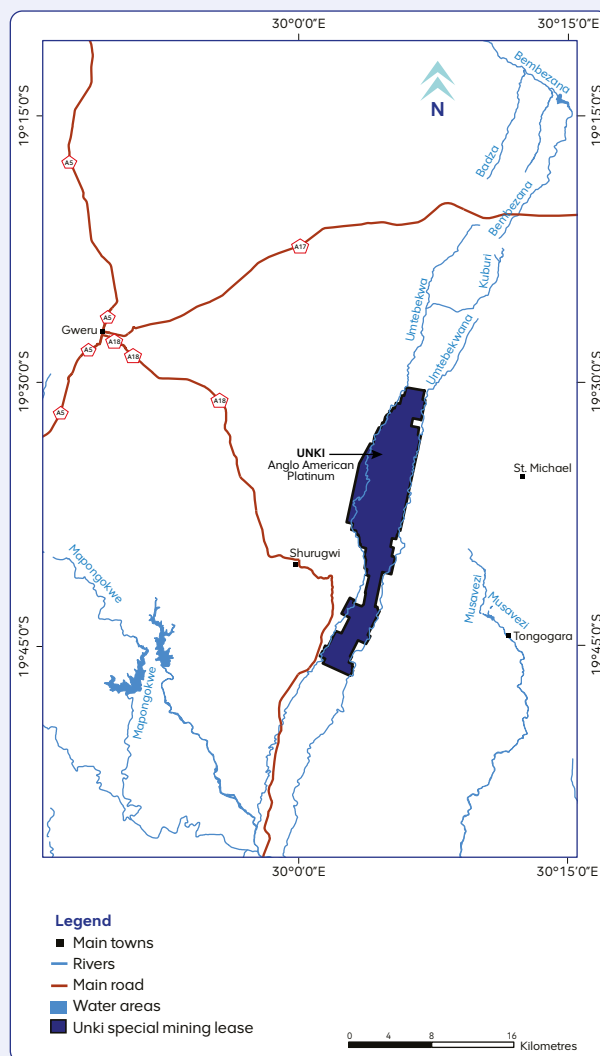 30°0’0’’E
30°15’0’’E
Bembezana
N
19°15’0’’S
19°15’0’’S
A5
Badza
Bembezana
A17
Kuburi
Umtebekwa
A5
Gweru
A18
A5
A18
Umtebekwana
19°30’0’’S
19°30’0’’S
A18
A5
UNKI
Anglo American
Platinum
St. Michael
Shurugwi
Mapongokwe
Musavezi
Musavezi
Tongogara
19°45’0’’S
19°45’0’’S
Mapongokwe
30°0’0’’E
30°15’0’’E
Legend
Main towns
Rivers
Main road
Water areas
Unki special mining lease
0 4 8 16
Kilometres